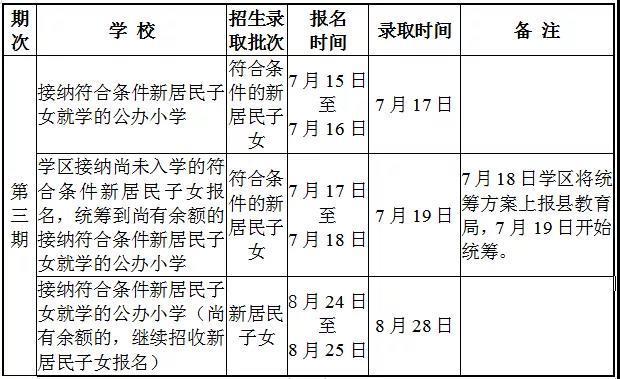 期次
学 校
招生录
取批次
报名
时间
录取时间
备 注
第三期
接纳符合条件新居民子
女就学的公办小学
符合条
件的新
居民子
女
7 月 15 日
至
7 月 16 日
7 月 17 日
学区接纳尚未入学的符
合条件新居民子女报
名，统筹到尚有余额的
接纳符合条件新居民子
女就学的公办小学
符合条
件的新
居民子
女
7 月 17 日
至
7 月 18 日
7 月 19 日
7 月 18 日学区将统
筹方案上报县教育
局，7 月 19 日开始
统筹。
接纳符合条件新居民子
女就学的公办小学（尚
有余额的，继续招收新
居民子女报名）
新居民
子女
8 月 24 日
至
8 月 25 日
8 月 28 日